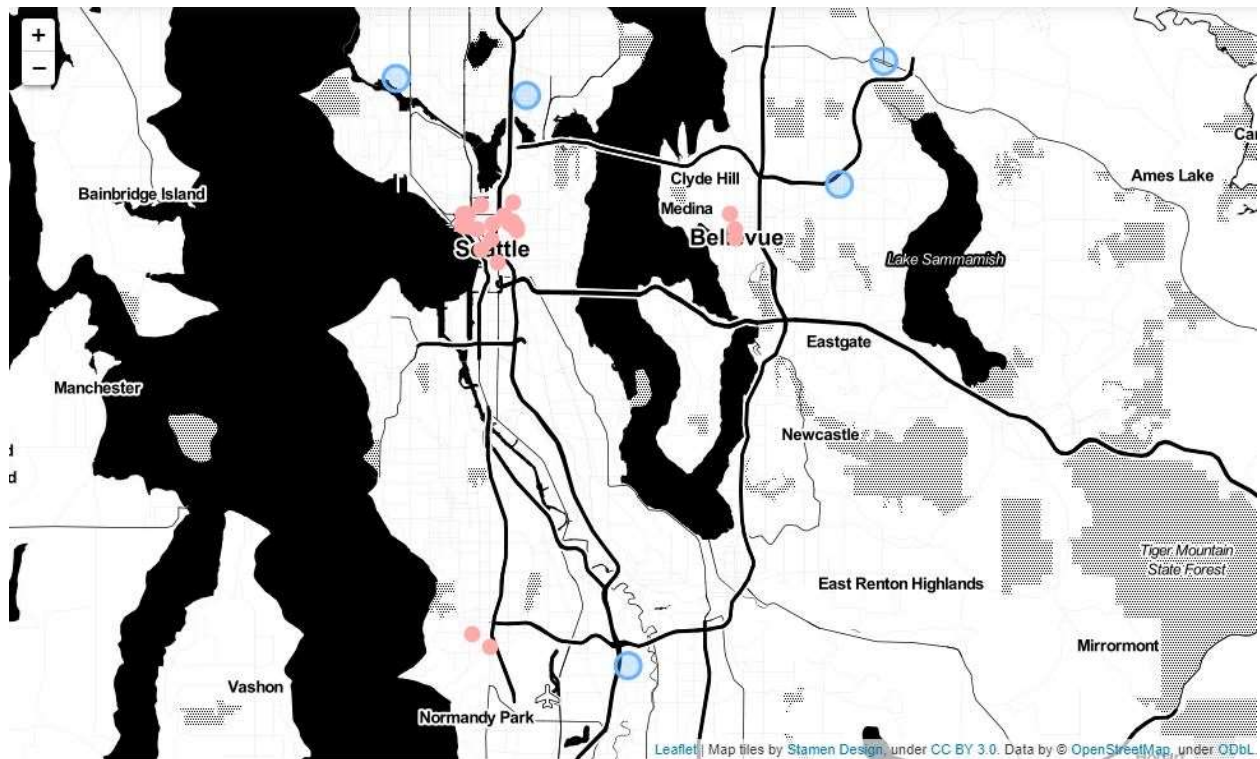 +
−
Bainbridge Island
Clyde Hill
Medina
Bellevue
Ames Lake
Seattle
Lake Sammamish
Eastgate
Manchester
Newcastle
Tiger Mountain
State Forest
East Renton Highlands
Mirrormont
Vashon
Normandy Park
Leaflet | Map tiles by Stamen Design, under CC BY 3.0. Data by © OpenStreetMap, under ODbL.